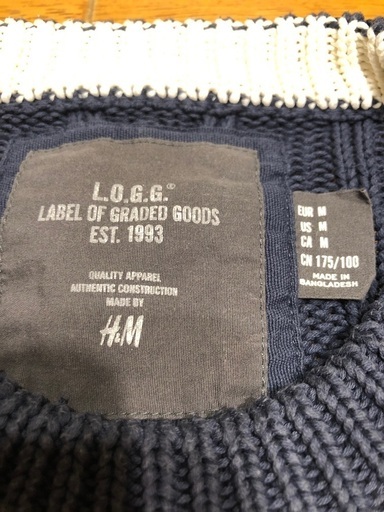 L.O.G.G.®
LABEL OF GRADED GOODS
EST. 1993
QUALITY APPAREL
AUTHENTIC CONSTRUCTION
MADE BY
H&M
EUR M
US M
CA M
CN 175/100
MADE IN
BANGLADESH